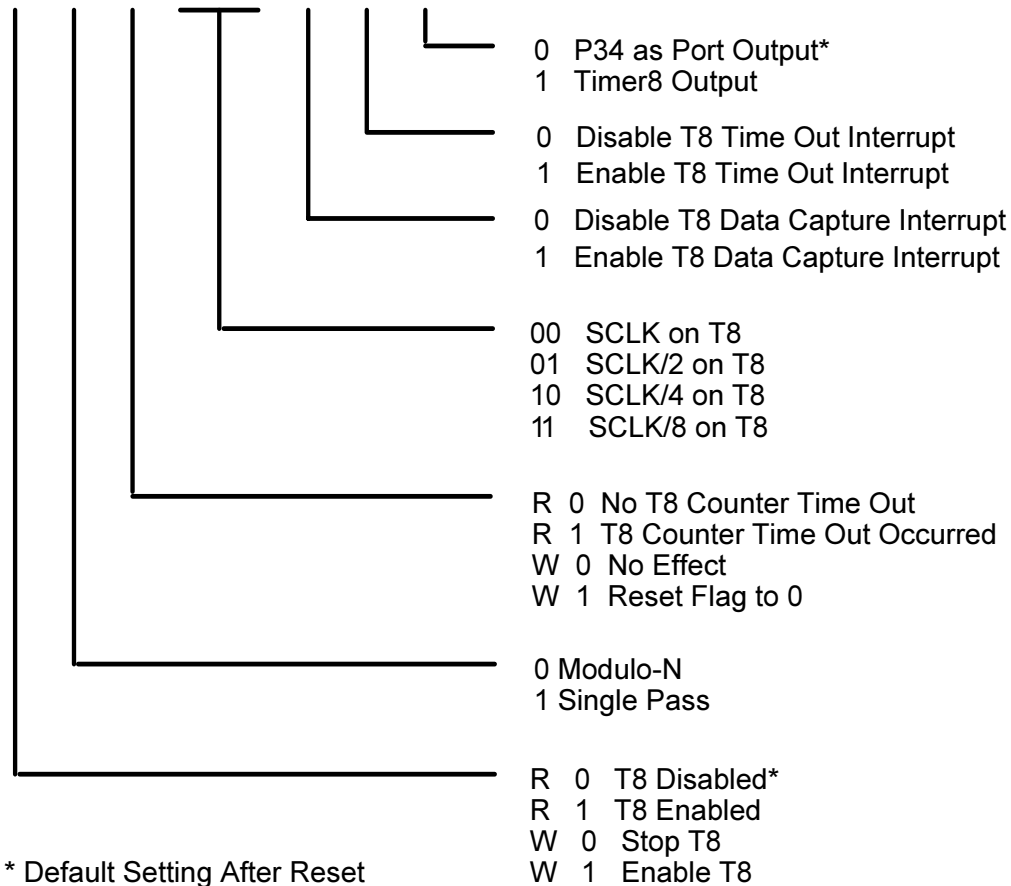 0 P34 as Port Output*
1 Timer8 Output
0 Disable T8 Time Out Interrupt
1 Enable T8 Time Out Interrupt
0 Disable T8 Data Capture Interrupt
1 Enable T8 Data Capture Interrupt
00 SCLK on T8
01 SCLK/2 on T8
10 SCLK/4 on T8
11 SCLK/8 on T8
R 0 No T8 Counter Time Out
R 1 T8 Counter Time Out Occurred
W 0 No Effect
W 1 Reset Flag to 0
0 Modulo-N
1 Single Pass
R 0 T8 Disabled*
R 1 T8 Enabled
W 0 Stop T8
W 1 Enable T8
* Default Setting After Reset